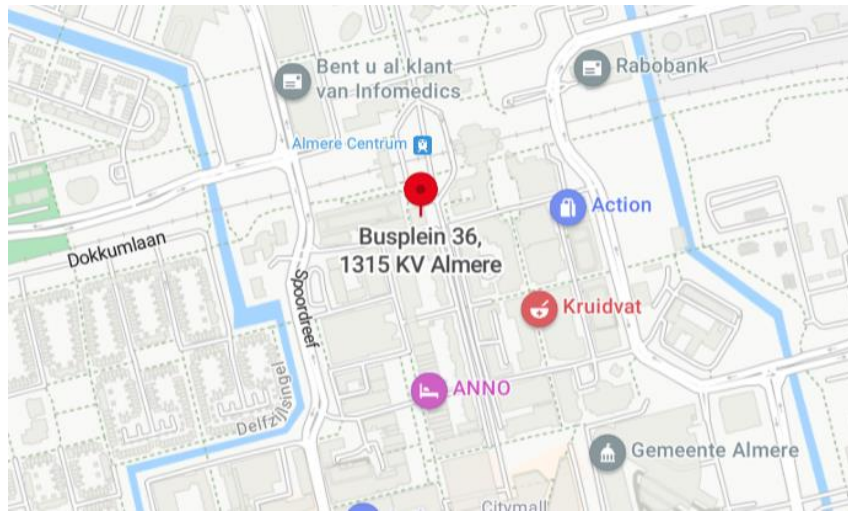 Bent u al klant
van Infomedics
Rabobank
Almere Centrum
Action
Busplein 36,
1315 KV Almere
Dokkumlaan
Spoordreef
Kruidvat
ANNO
Delfzijlsingel
Gemeente Almere
Citymall